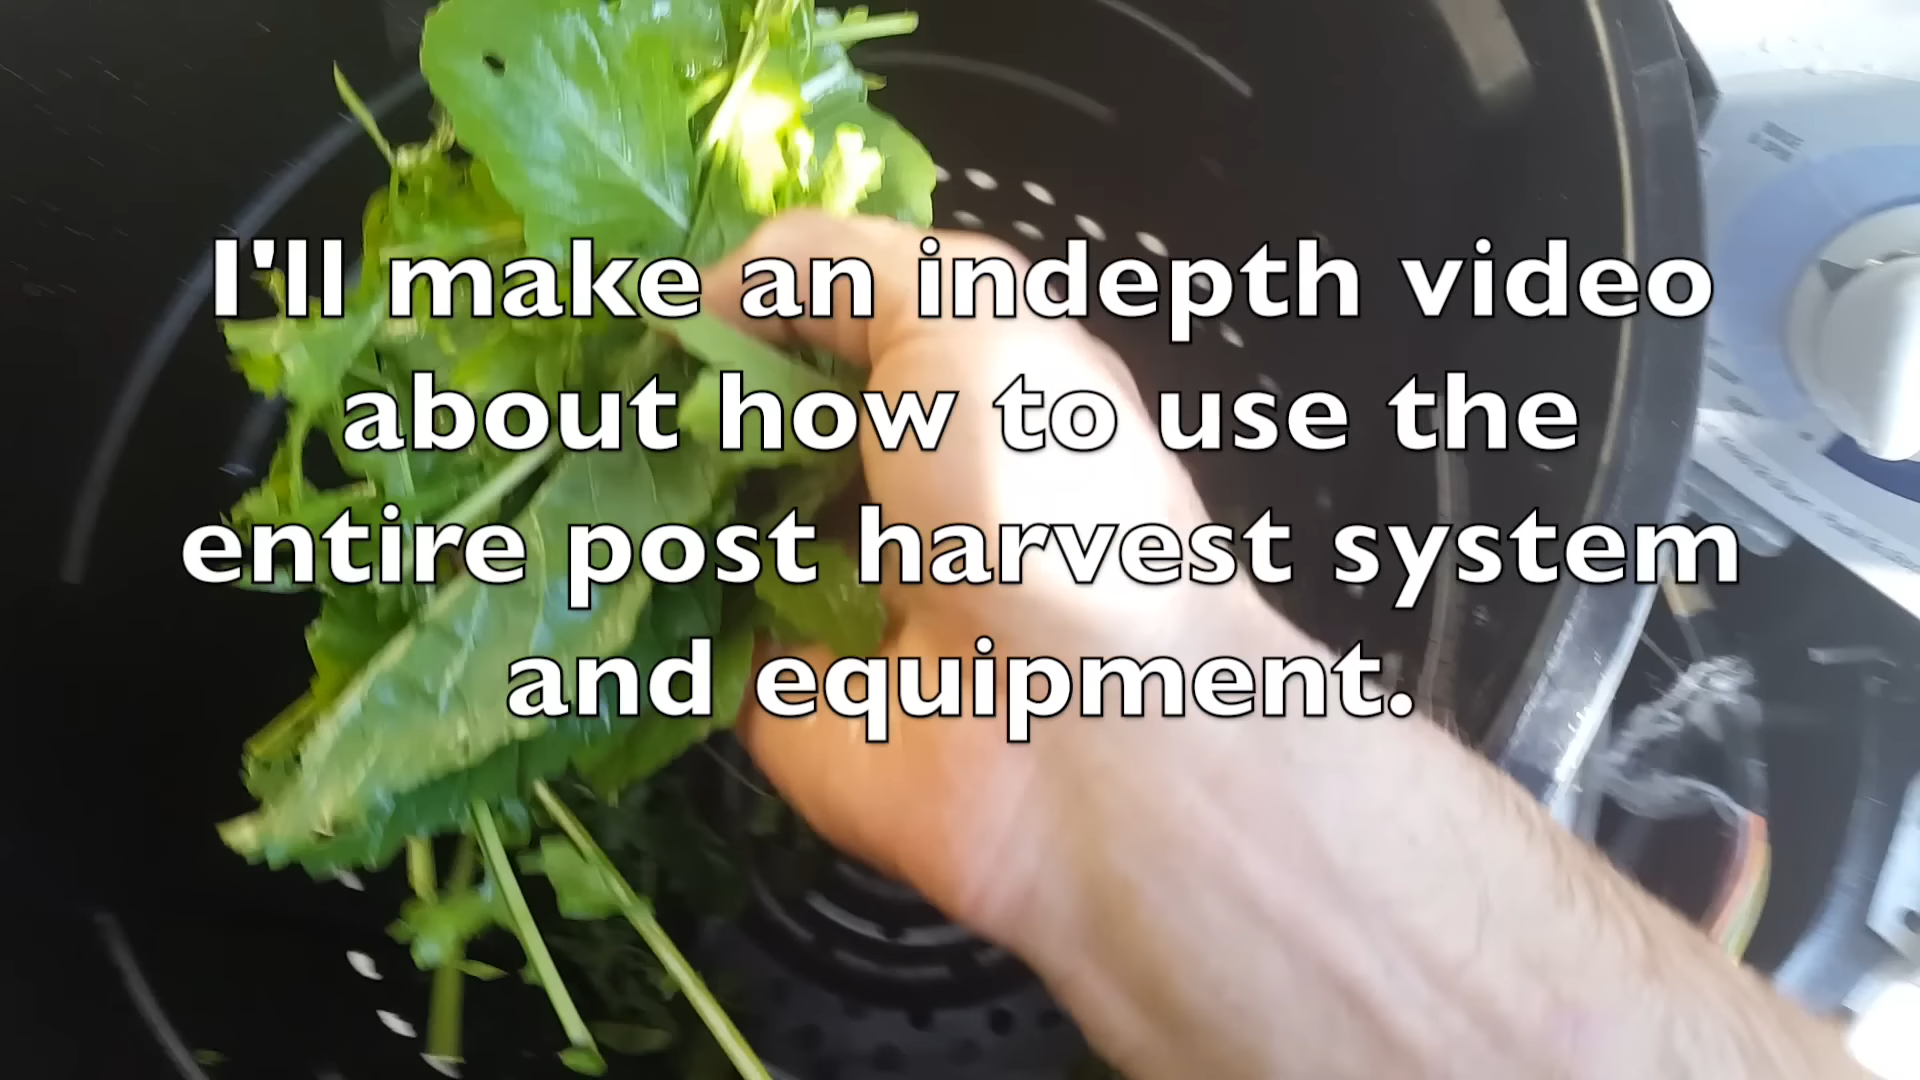 I'll make an indepth video
about how to use the
entire post harvest system
and equipment.